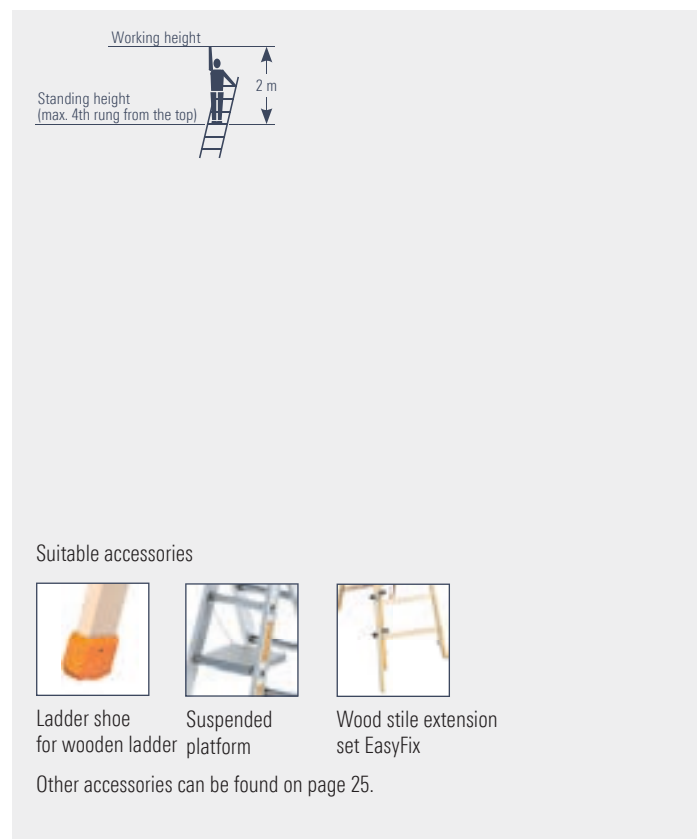 Working height
2 m
Standing height
(max. 4th rung from the top)
Suitable accessories
Ladder shoe
for wooden ladder
Suspended
platform
Wood stile extension
set EasyFix
Other accessories can be found on page 25.